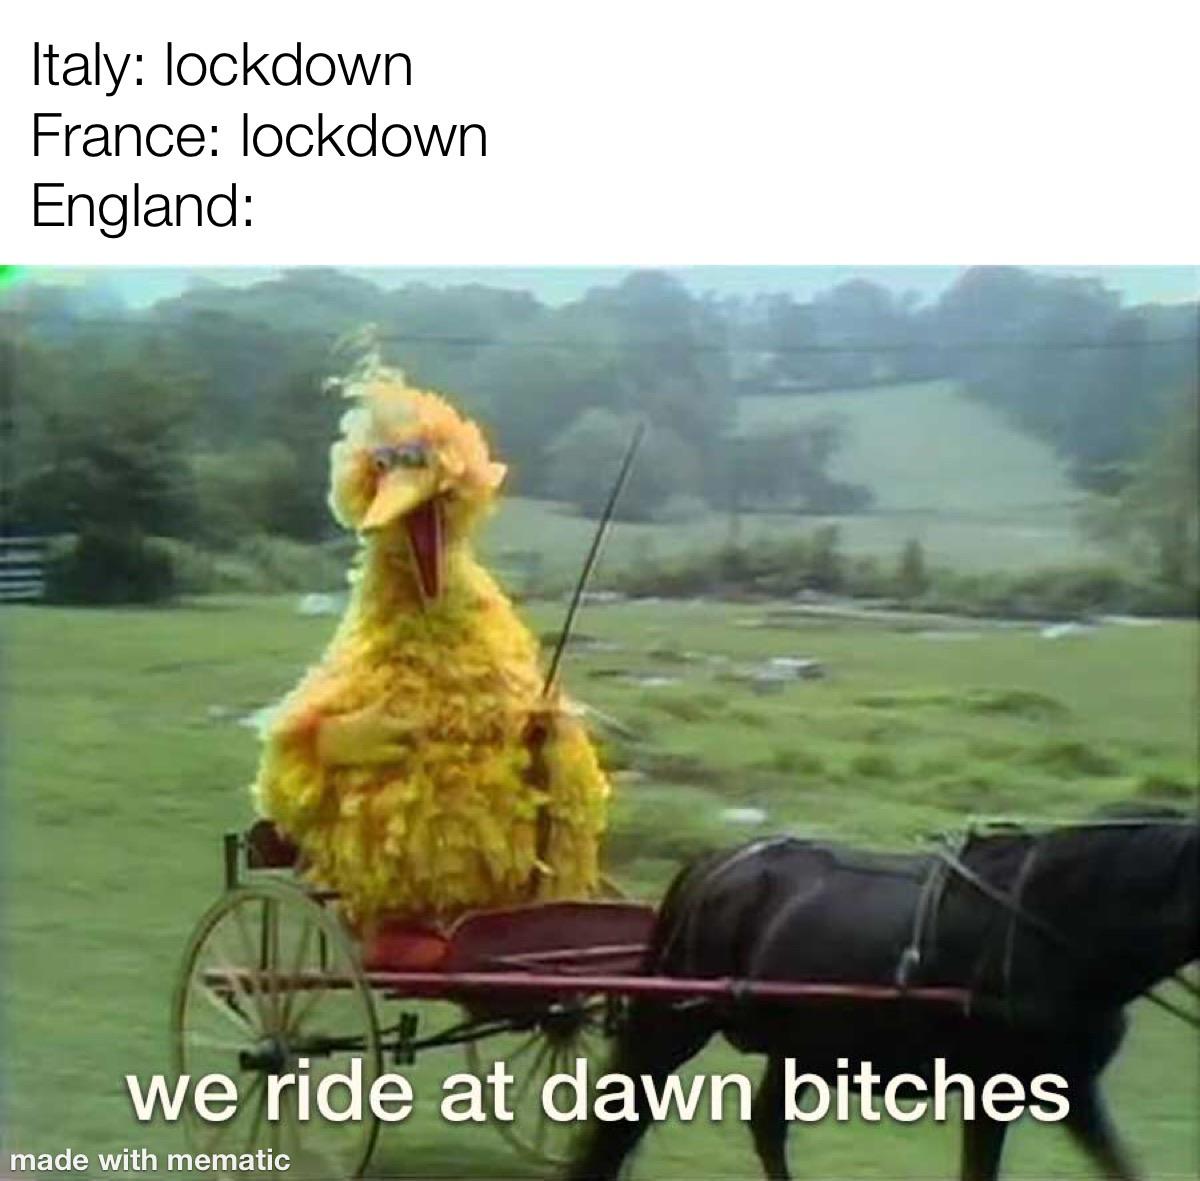 Italy: lockdown
France: lockdown
England:
we ride at dawn bitches
made with mematic